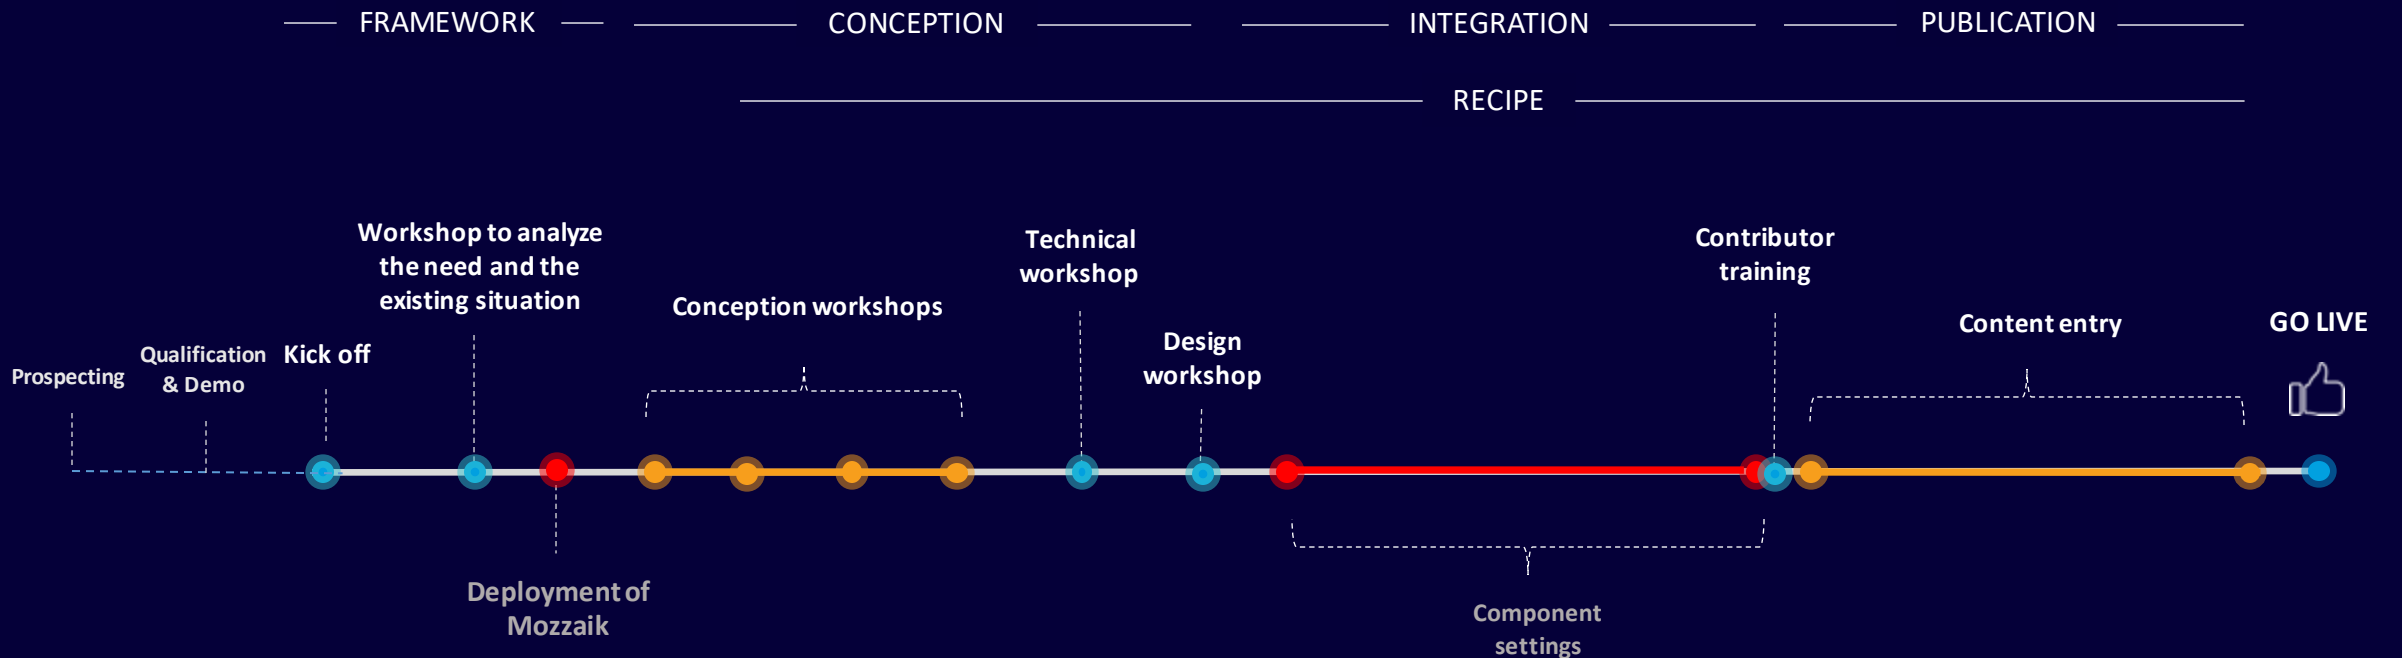 FRAMEWORK
CONCEPTION
INTEGRATION
PUBLICATION
RECIPE
Prospecting
Qualification
& Demo
Kick off
Workshop to analyze
the need and the
existing situation
Deployment of
Mozzaik
Conception workshops
Technical
workshop
Design
workshop
Component
settings
Contributor
training
Content entry
GO LIVE